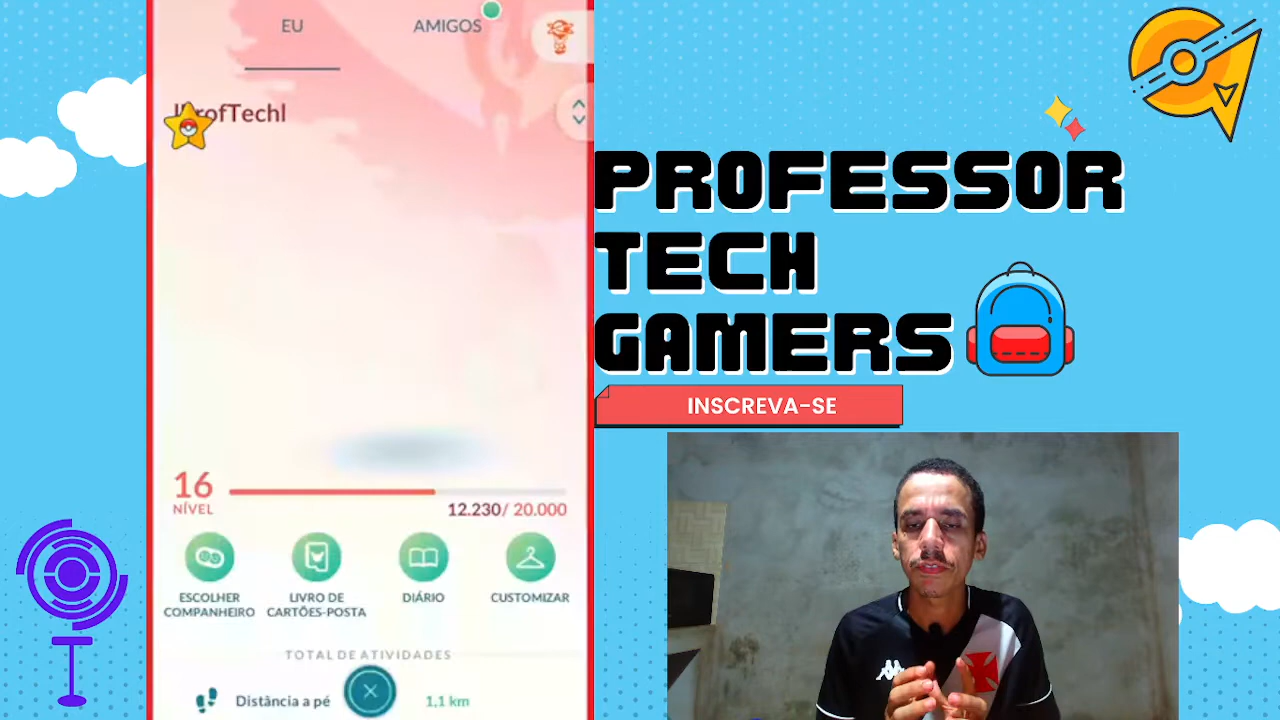 EU
AMIGOS
rofTechI
PROFESSOR
TECH
GAMERS
INSCREVA-SE
16
NÍVEL
12.230/ 20.000
ESCOLHER
COMPANHEIRO
LIVRO DE
CARTÕES-POSTA
DIÁRIO
CUSTOMIZAR
TOTAL DE ATIVIDADES
Distância a pé
1,1 km